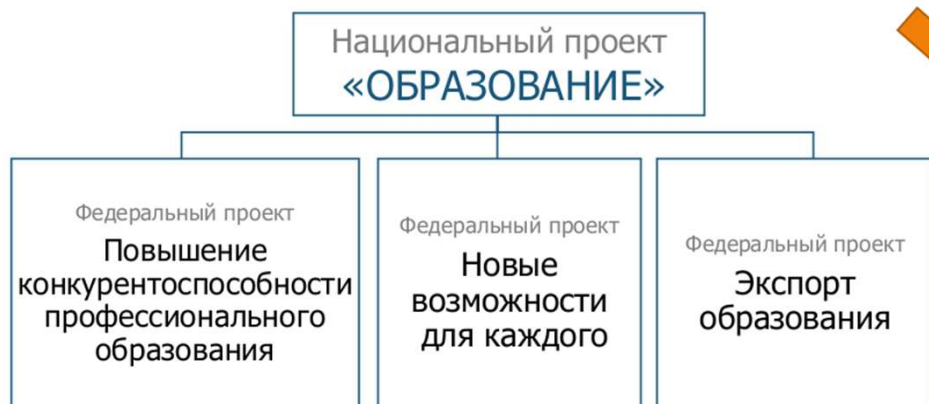 Национальный проект
«ОБРАЗОВАНИЕ»
Федеральный проект
Повышение
конкурентоспособности
профессионального
образования
Федеральный проект
Новые
возможности
для каждого
Федеральный проект
Экспорт
образования